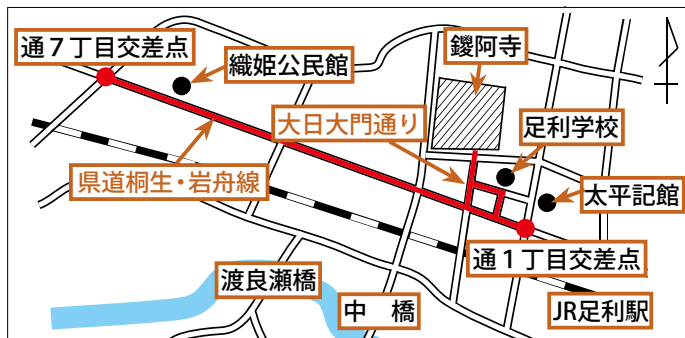 通７丁目交差点
織姫公民館
鑁阿寺
大日大門通り
足利学校
県道桐生・岩舟線
太平記館
通１丁目交差点
渡良瀬橋
中　橋
JR足利駅